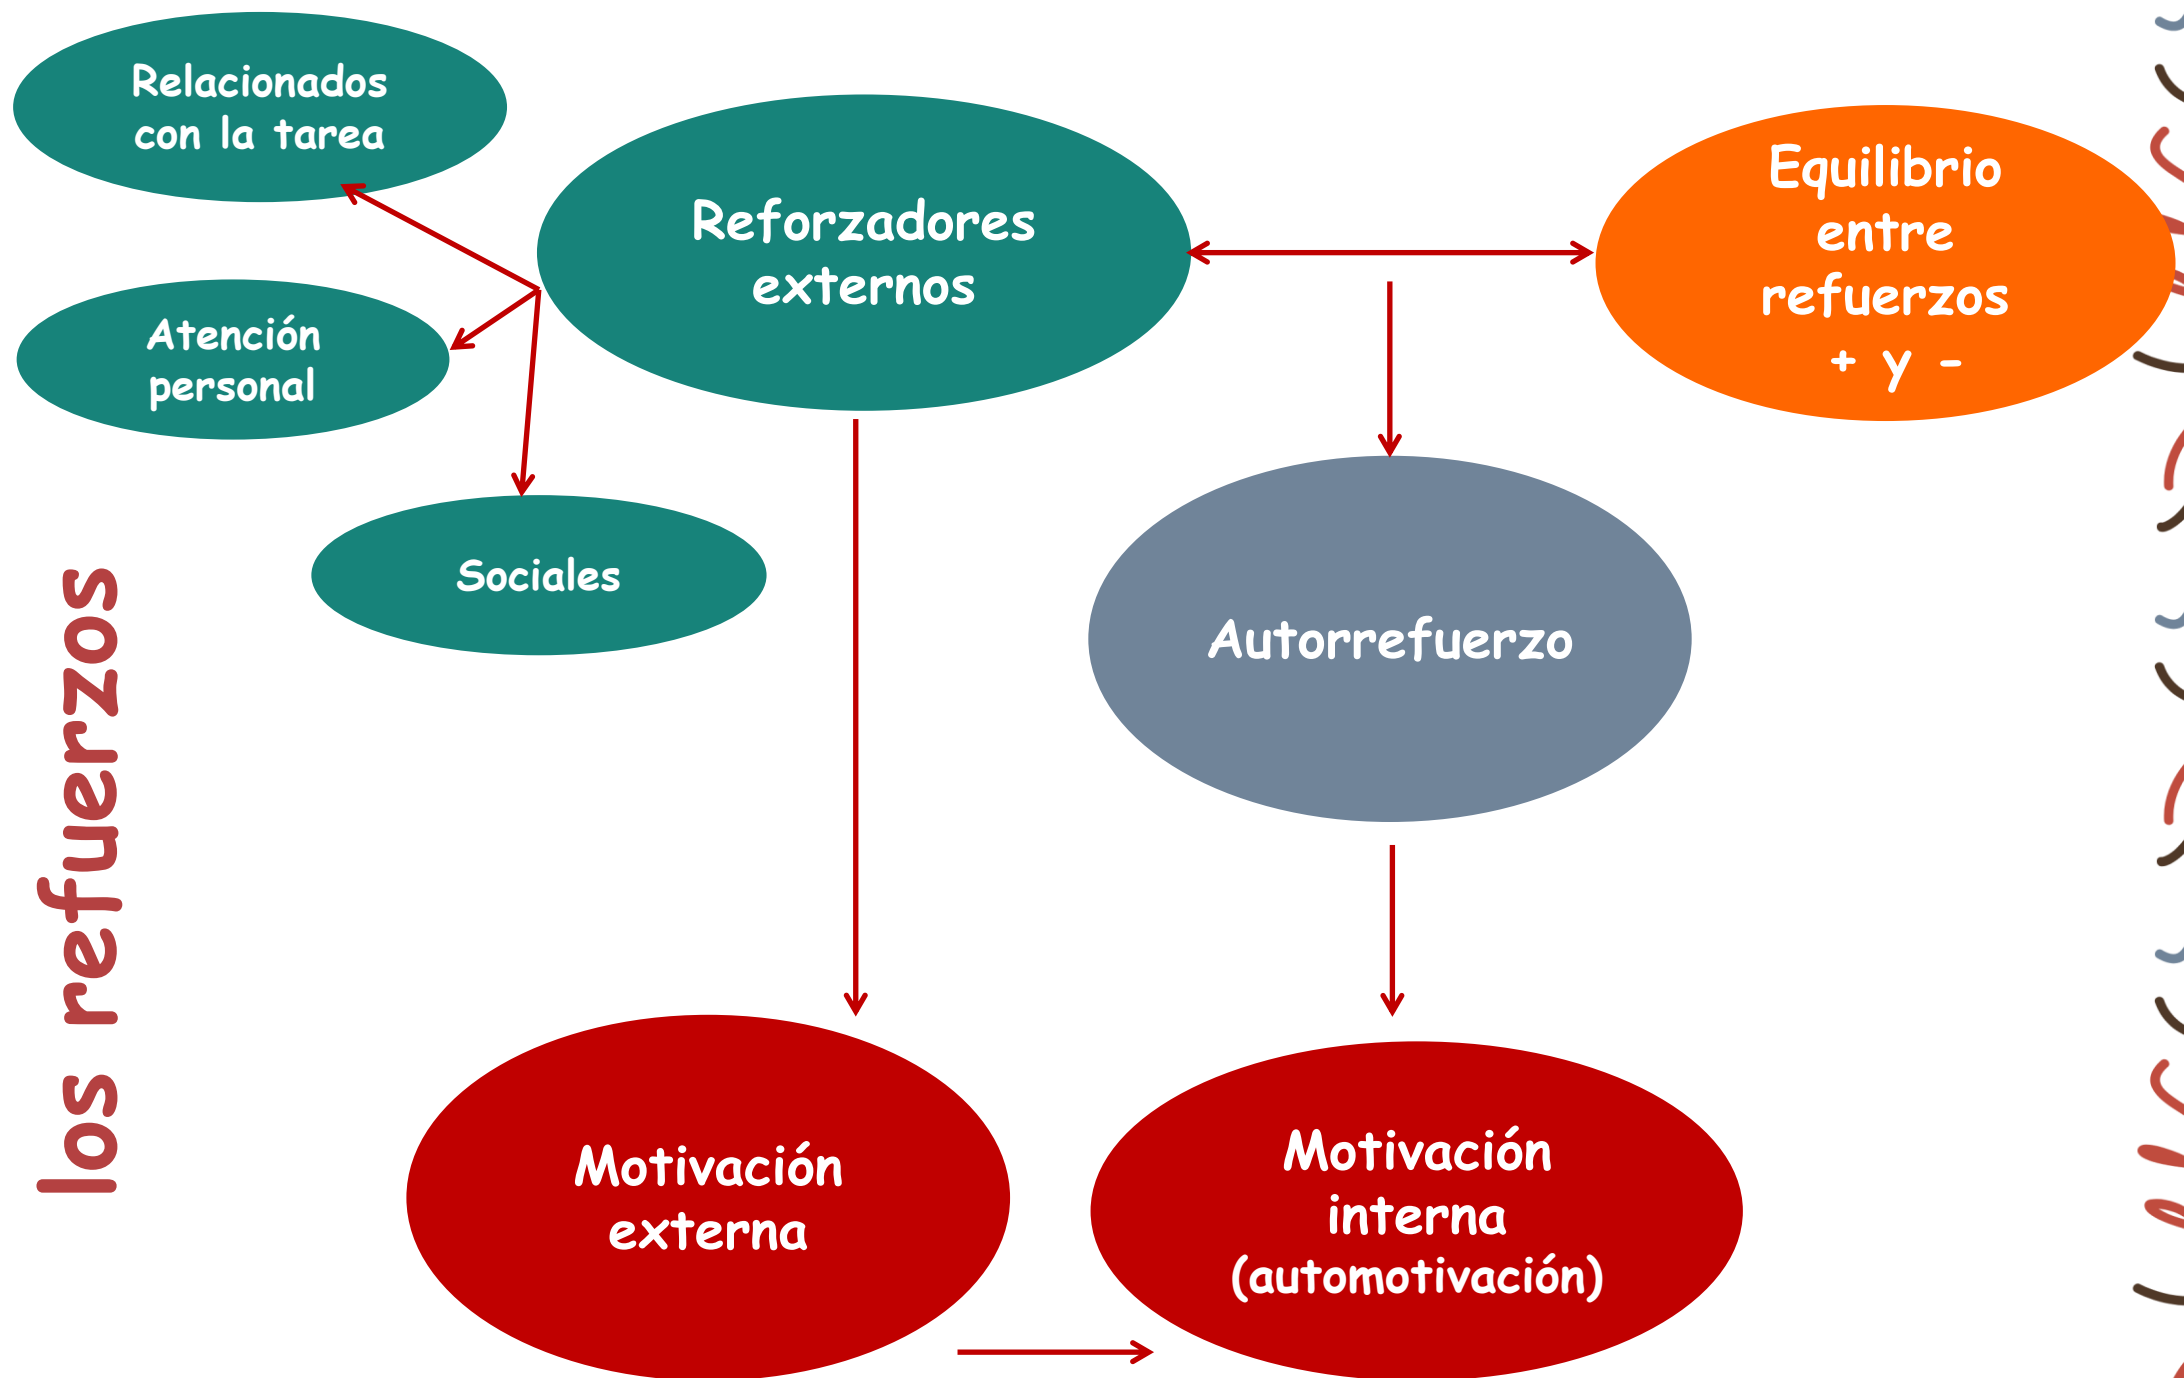 Relacionados
con la tarea
Reforzadores
externos
Equilibrio
entre
refuerzos
+ y -
Atención
personal
Sociales
Autorrefuerzo
los refuerzos
Motivación
externa
Motivación
interna
(automotivación)